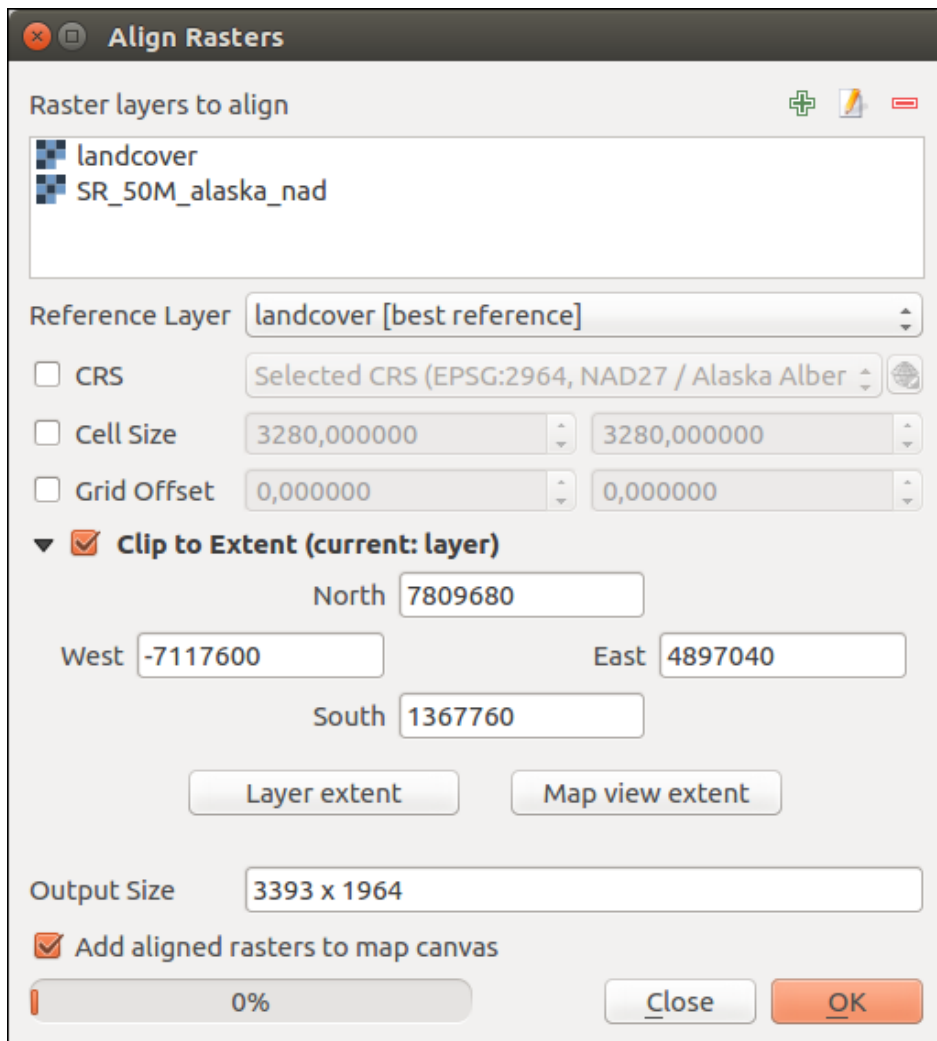 Align Rasters
Raster layers to align
landcover
SR_50M_alaska_nad
Reference Layer landcover [best reference]
CRS Selected CRS (EPSG:2964, NAD27 / Alaska Alber
Cell Size 3280,000000 3280,000000
Grid Offset 0,000000 0,000000
Clip to Extent (current: layer)
North 7809680
West -7117600 East 4897040
South 1367760
Layer extent Map view extent
Output Size 3393 x 1964
Add aligned rasters to map canvas
0% Close OK